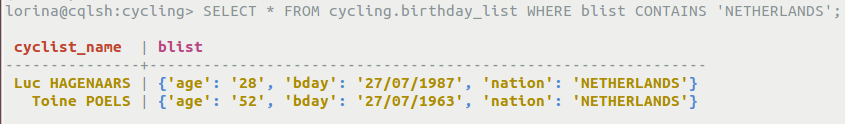 lorina@cqlsh:cycling> SELECT * FROM cycling.birthday_list WHERE blist CONTAINS 'NETHERLANDS';
cyclist_name | blist
---------------+--------------------------------------------------------------
Luc HAGENAARS | {'age': '28', 'bday': '27/07/1987', 'nation': 'NETHERLANDS'}
Toine POELS | {'age': '52', 'bday': '27/07/1963', 'nation': 'NETHERLANDS'}